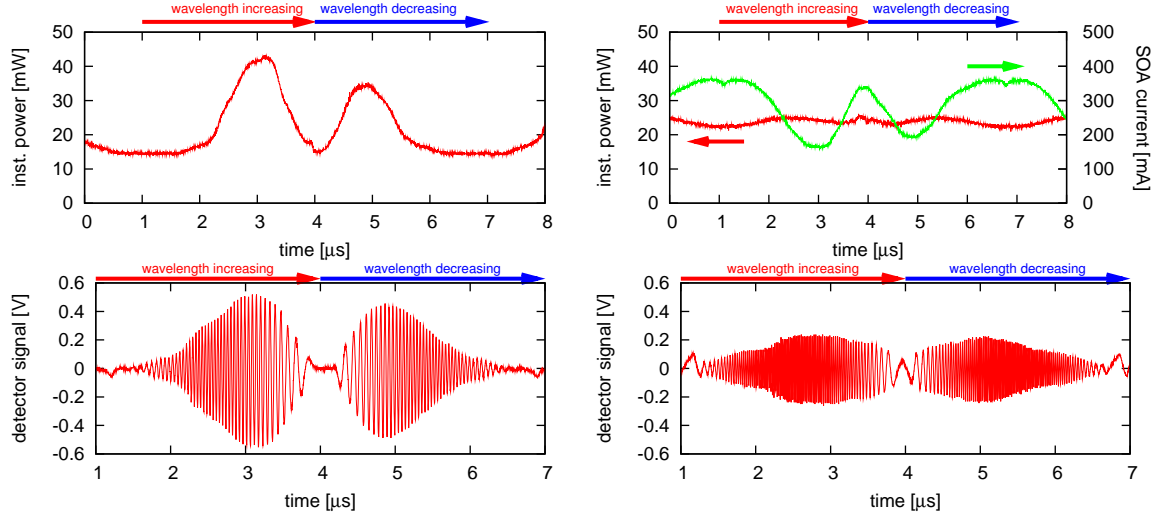 wavelength increasing wavelength decreasing
inst. power [mW]
50
40
30
20
10
0
0 1 2 3 4 5 6 7 8
time [μs]
wavelength increasing wavelength decreasing
inst. power [mW]
50
40
30
20
10
0
500
400
300
200
100
0
SOA current [mA]
0 1 2 3 4 5 6 7 8
time [μs]
wavelength increasing wavelength decreasing
detector signal [V]
0.6
0.4
0.2
0
-0.2
-0.4
-0.6
1 2 3 4 5 6 7
time [μs]
wavelength increasing wavelength decreasing
detector signal [V]
0.6
0.4
0.2
0
-0.2
-0.4
-0.6
1 2 3 4 5 6 7
time [μs]